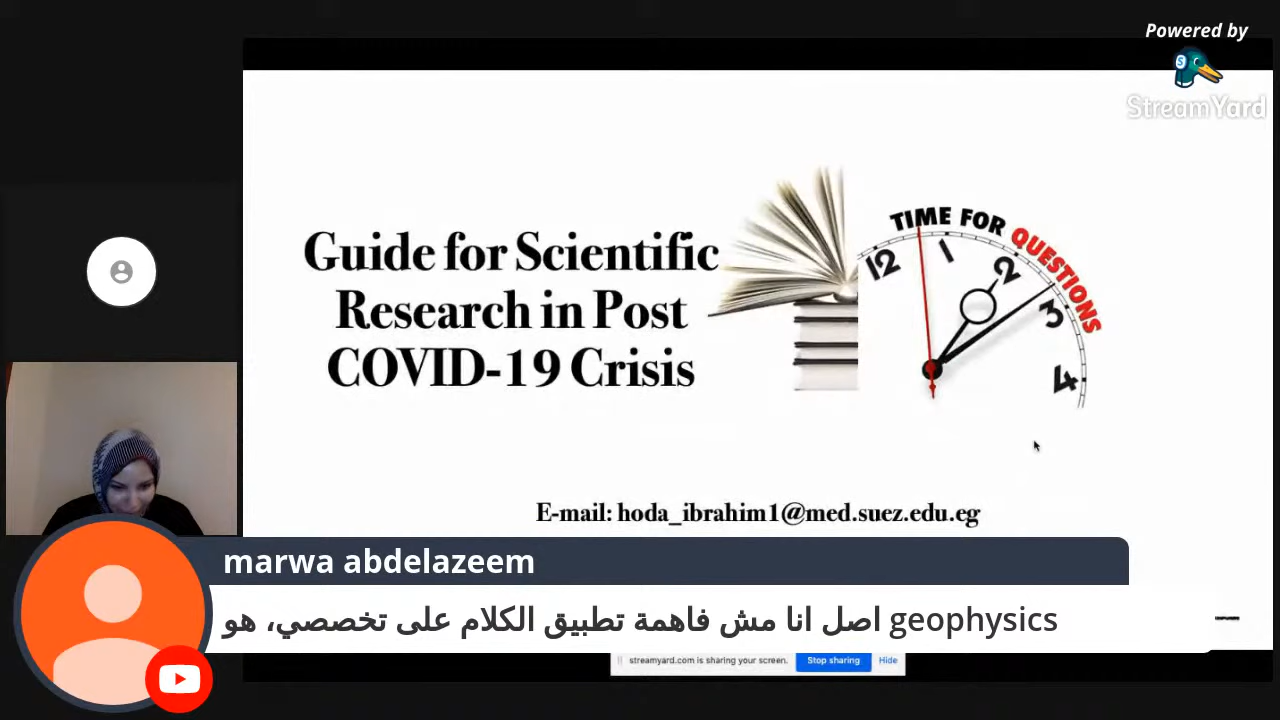 Powered by
StreamYard
Guide for Scientific
Research in Post
COVID-19 Crisis
TIME FOR QUESTIONS
12
1
2
3
4
E-mail: hoda_ibrahim1@med.suez.edu.eg
marwa abdelazeem
اصل انا مش فاهمة تطبيق الكلام على تخصصي، هو geophysics
streamyard.com is sharing your screen.
Stop sharing
Hide